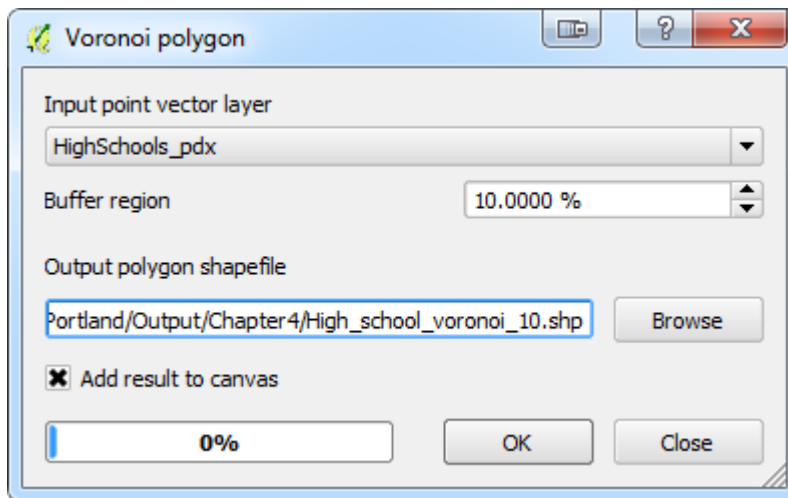 Voronoi polygon
Input point vector layer
HighSchools_pdx
Buffer region 10.0000 %
Output polygon shapefile
Portland/Output/Chapter4/High_school_voronoi_10.shp Browse
Add result to canvas
0% OK Close